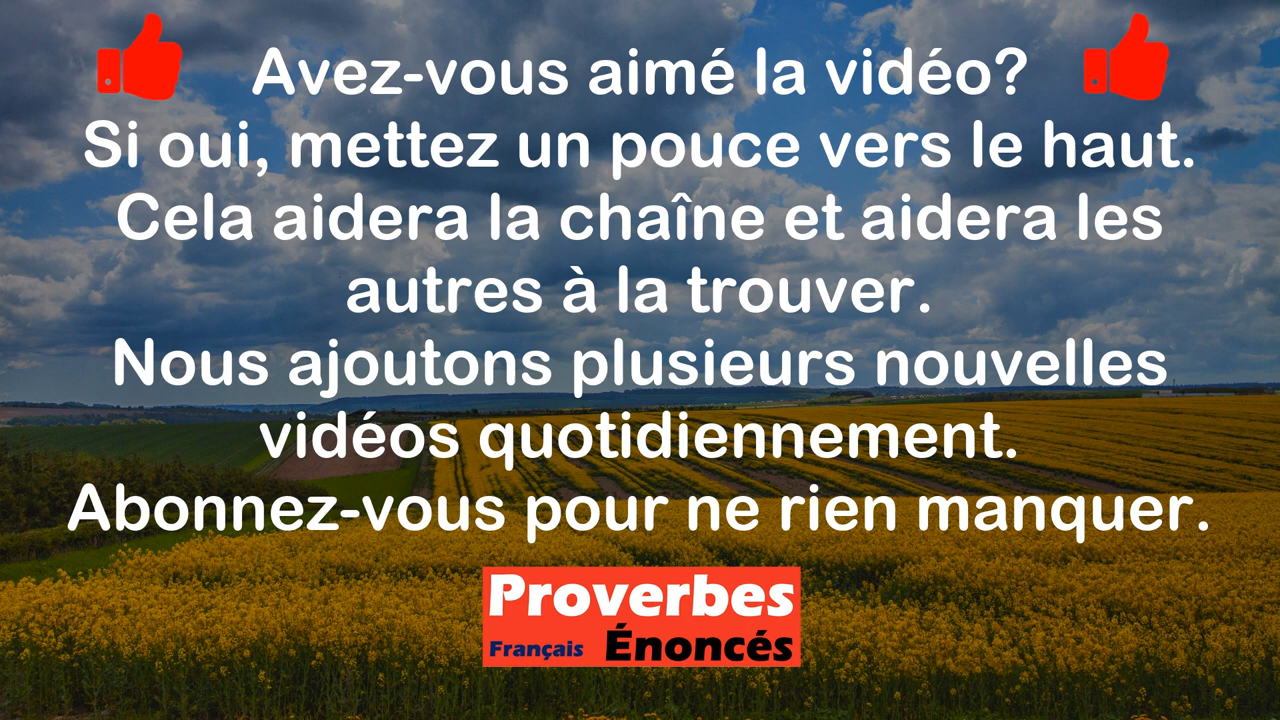 Avez-vous aimé la vidéo?
Si oui, mettez un pouce vers le haut.
Cela aidera la chaîne et aidera les
autres à la trouver.
Nous ajoutons plusieurs nouvelles
vidéos quotidiennement.
Abonnez-vous pour ne rien manquer.
Proverbes
Français Énoncés